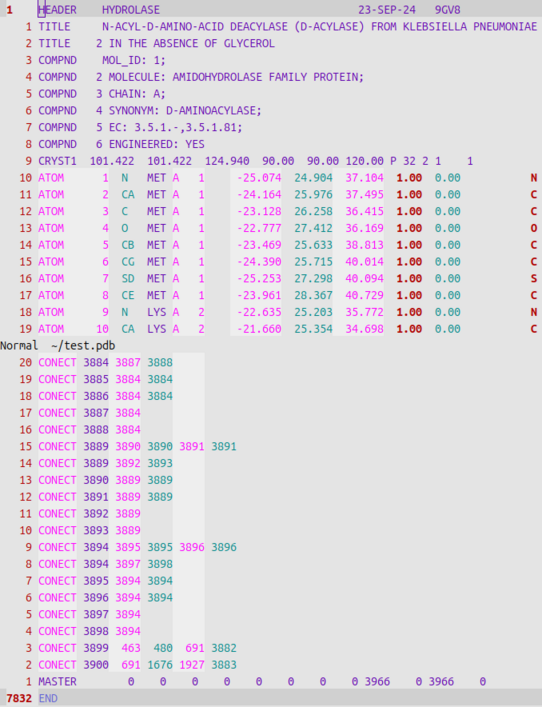 1 HEADER    HYDROLASE                               23-SEP-24   9GV8
1 TITLE     N-ACYL-D-AMINO-ACID DEACYLASE (D-ACYLASE) FROM KLEBSIELLA PNEUMONIAE
2 TITLE    2 IN THE ABSENCE OF GLYCEROL
3 COMPND    MOL_ID: 1;
4 COMPND   2 MOLECULE: AMIDOHYDROLASE FAMILY PROTEIN;
5 COMPND   3 CHAIN: A;
6 COMPND   4 SYNONYM: D-AMINOACYLASE;
7 COMPND   5 EC: 3.5.1.-,3.5.1.81;
8 COMPND   6 ENGINEERED: YES
9 CRYST1  101.422  101.422  124.940  90.00  90.00 120.00 P 32 2 1    1
10 ATOM      1  N   MET A   1     -25.074  24.904  37.104  1.00  0.00           N
11 ATOM      2  CA  MET A   1     -24.164  25.976  37.495  1.00  0.00           C
12 ATOM      3  C   MET A   1     -23.128  26.258  36.415  1.00  0.00           C
13 ATOM      4  O   MET A   1     -22.777  27.412  36.169  1.00  0.00           O
14 ATOM      5  CB  MET A   1     -23.469  25.633  38.813  1.00  0.00           C
15 ATOM      6  CG  MET A   1     -24.390  25.715  40.014  1.00  0.00           C
16 ATOM      7  SD  MET A   1     -25.253  27.298  40.094  1.00  0.00           S
17 ATOM      8  CE  MET A   1     -23.961  28.367  40.729  1.00  0.00           C
18 ATOM      9  N   LYS A   2     -22.635  25.203  35.772  1.00  0.00           N
19 ATOM     10  CA  LYS A   2     -21.660  25.354  34.698  1.00  0.00           C
Normal  ~/test.pdb
20 CONECT 3884 3887 3888
19 CONECT 3885 3884 3884
18 CONECT 3886 3884 3884
17 CONECT 3887 3884
16 CONECT 3888 3884
15 CONECT 3889 3890 3890 3891 3891
14 CONECT 3889 3892 3893
13 CONECT 3890 3889 3889
12 CONECT 3891 3889 3889
11 CONECT 3892 3889
10 CONECT 3893 3889
9 CONECT 3894 3895 3895 3896 3896
8 CONECT 3894 3897 3898
7 CONECT 3895 3894 3894
6 CONECT 3896 3894 3894
5 CONECT 3897 3894
4 CONECT 3898 3894
3 CONECT 3899  463  480  691 3882
2 CONECT 3900  691 1676 1927 3883
1 MASTER        0    0    0    0    0    0    0    0 3966    0 3966    0
7832 END